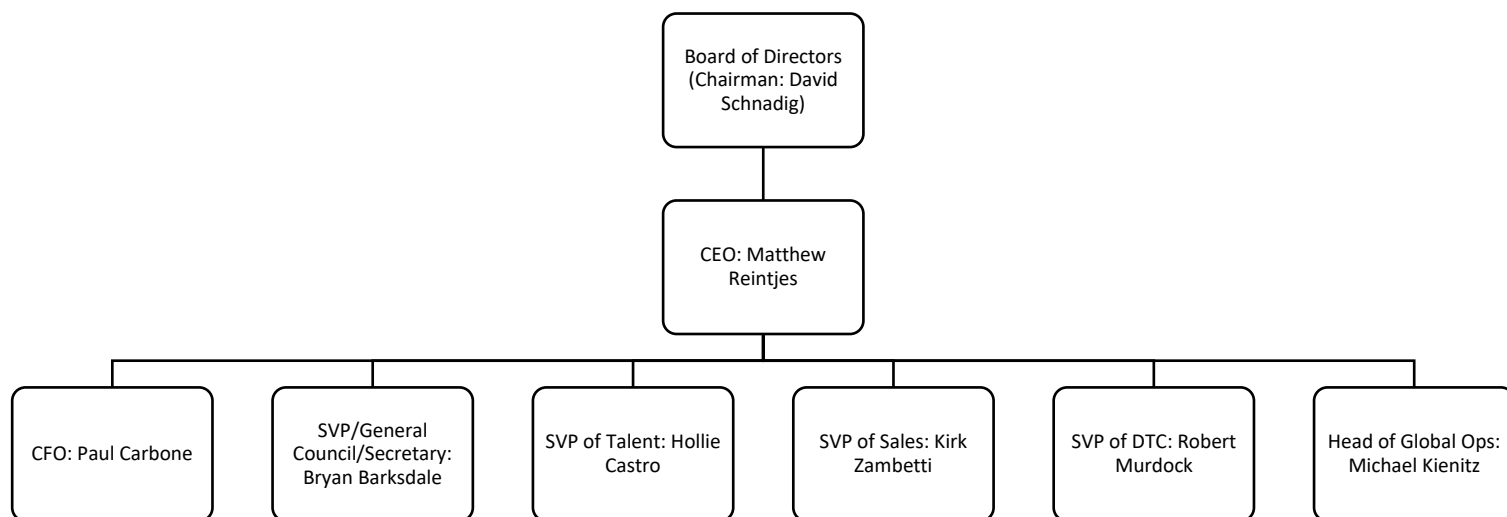 Board of Directors
(Chairman: David
Schnadig)
CEO: Matthew
Reintjes
CFO: Paul Carbone
SVP/General
Council/Secretary:
Bryan Barksdale
SVP of Talent: Hollie
Castro
SVP of Sales: Kirk
Zambetti
SVP of DTC: Robert
Murdock
Head of Global Ops:
Michael Kienitz